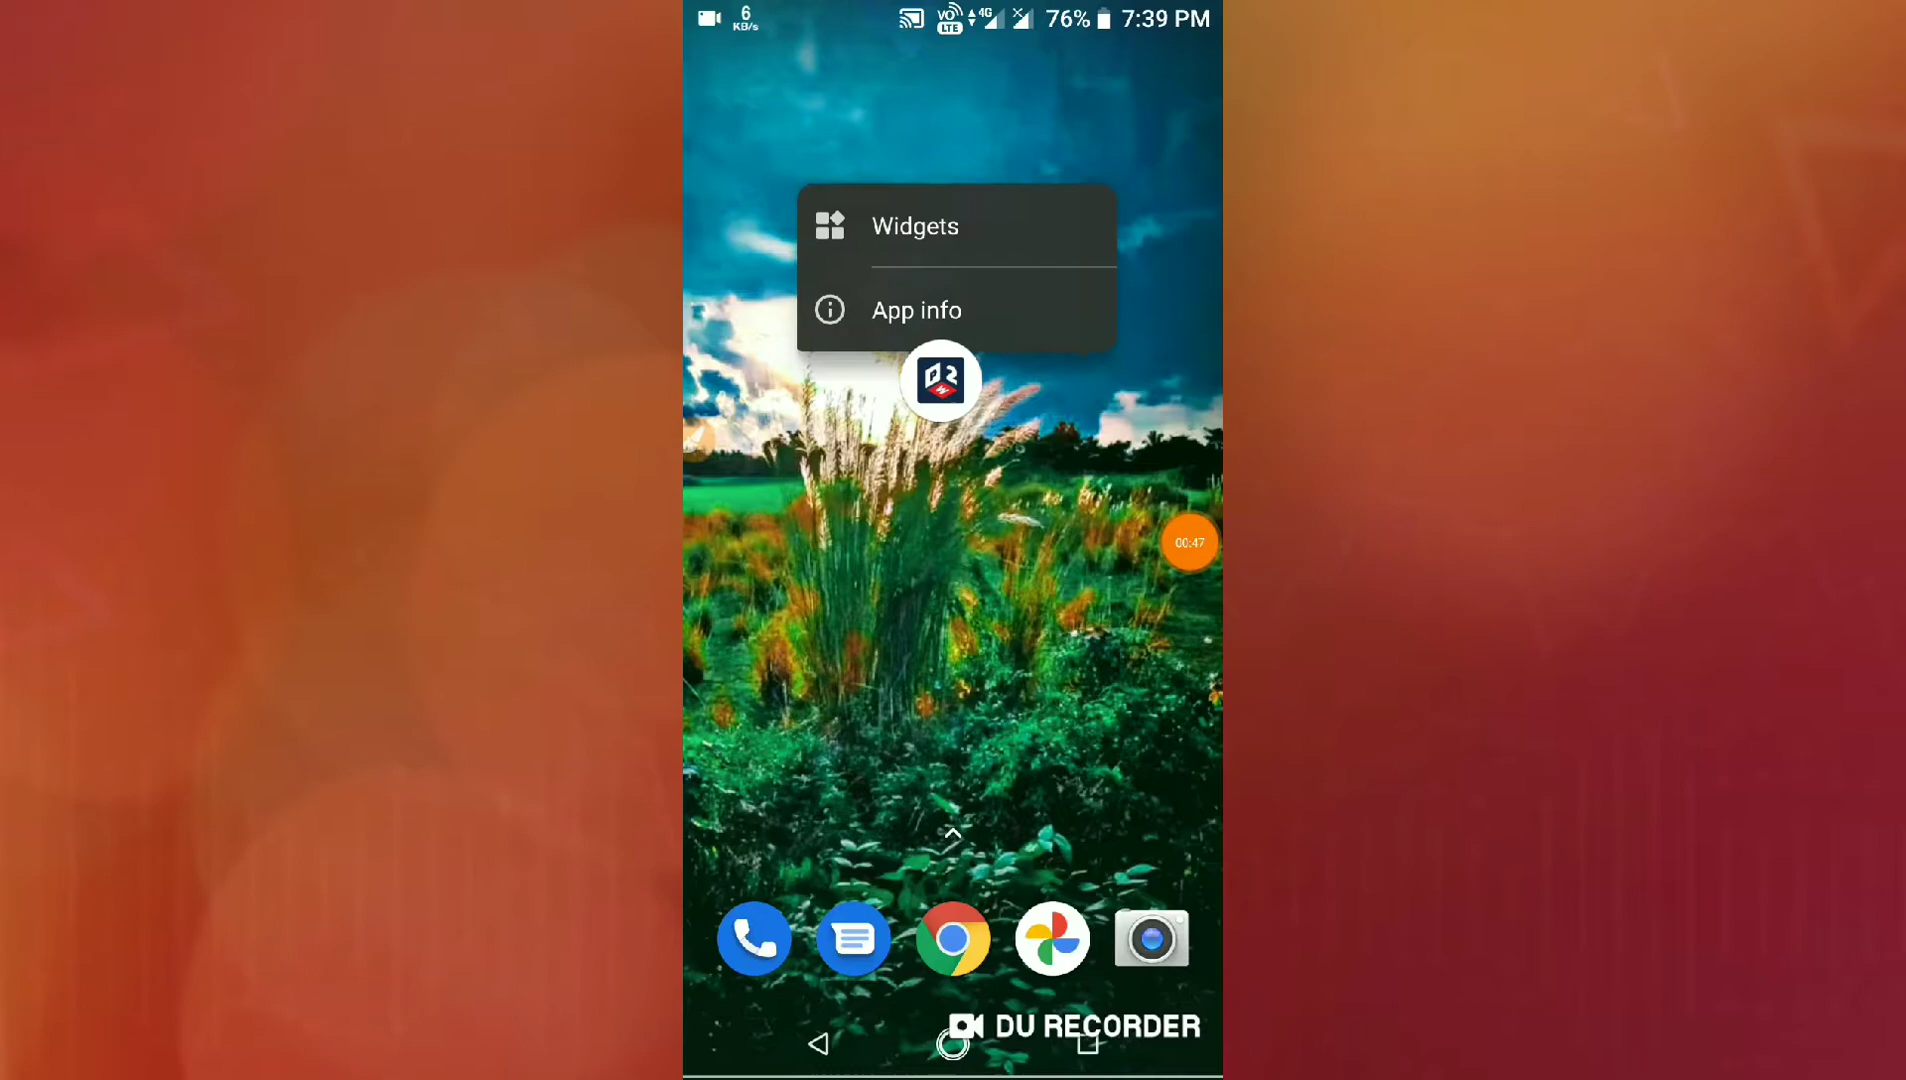 6
KB/s
VO
LTE
4G
76%
7:39 PM
Widgets
App info
00:47
DU RECORDER